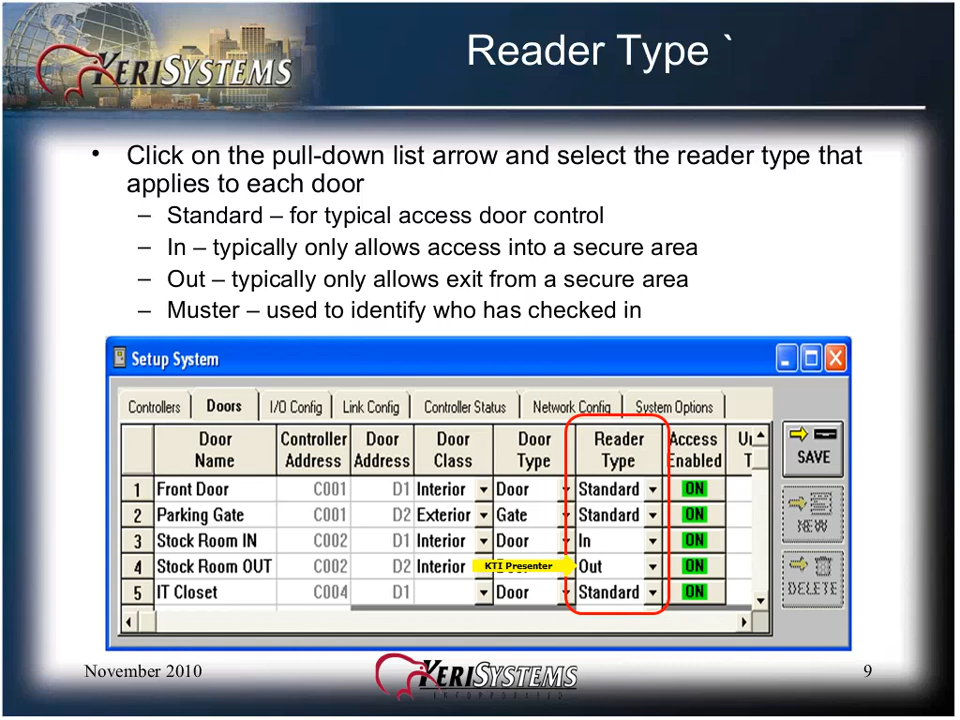 KERISYSTEMS
Reader Type `
• Click on the pull-down list arrow and select the reader type that
applies to each door
– Standard – for typical access door control
– In – typically only allows access into a secure area
– Out – typically only allows exit from a secure area
– Muster – used to identify who has checked in
Setup System
Controllers Doors I/O Config Link Config Controller Status Network Config System Options
Door Controller Door Door Door Reader Access
Name Address Address Class Type Type Enabled
1 Front Door C001 D1 Interior Door Standard ON
2 Parking Gate C001 D2 Exterior Gate Standard ON
3 Stock Room IN C002 D1 Interior Door In ON
4 Stock Room OUT C002 D2 Interior KTI Presenter Out ON
5 IT Closet C004 D1 Door Standard ON
SAVE
NEW
DELETE
November 2010
KERISYSTEMS
INCORPORATED
9